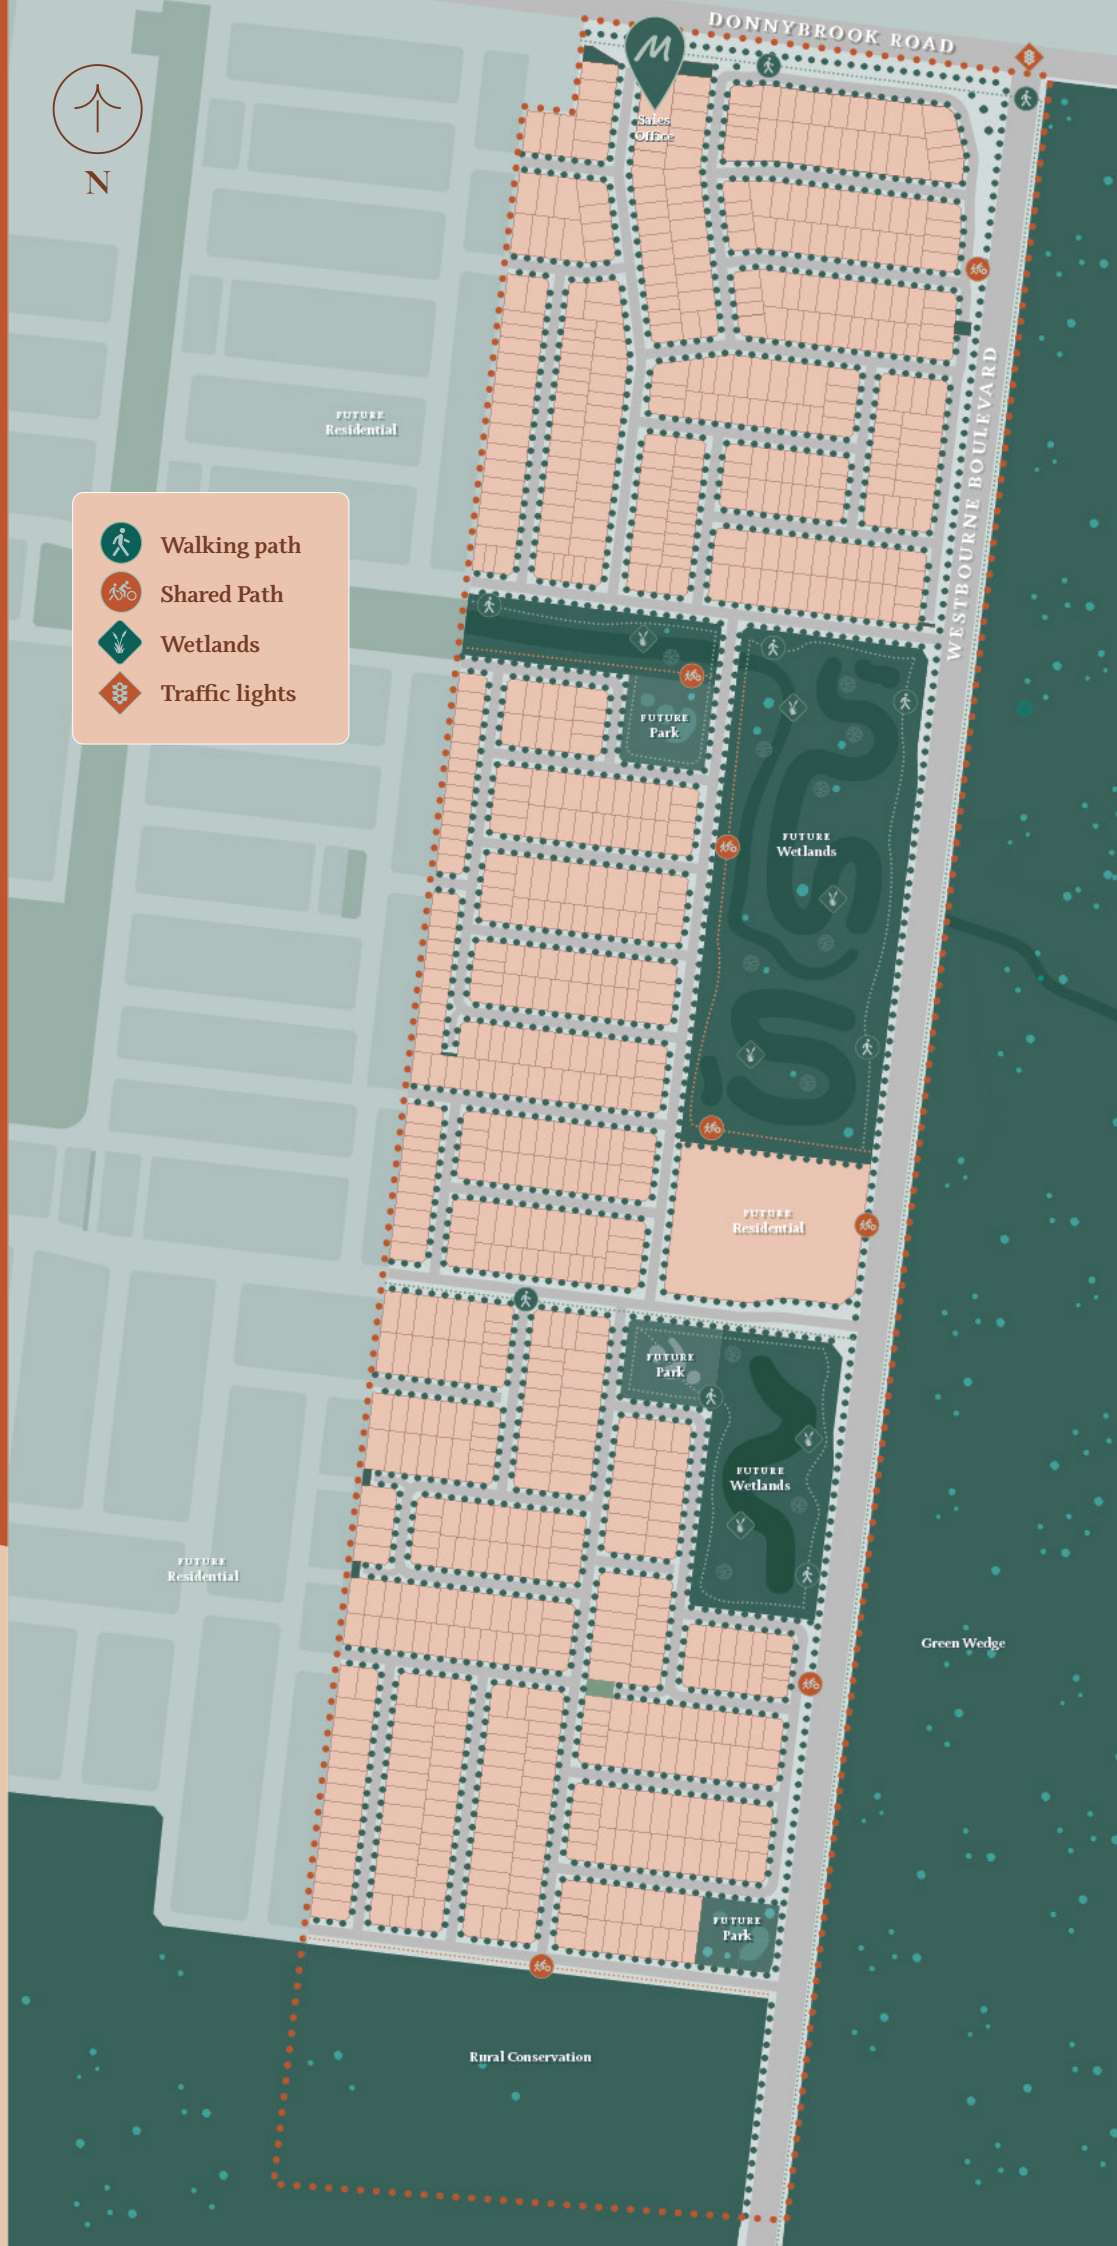 DONNYBROOK ROAD
Sales
Office
N
WESTBOURNE BOULEVARD
FUTURE
Residential
Walking path
Shared Path
Wetlands
Traffic lights
FUTURE
Park
FUTURE
Wetlands
FUTURE
Residential
FUTURE
Park
FUTURE
Wetlands
FUTURE
Residential
Green Wedge
FUTURE
Park
Rural Conservation